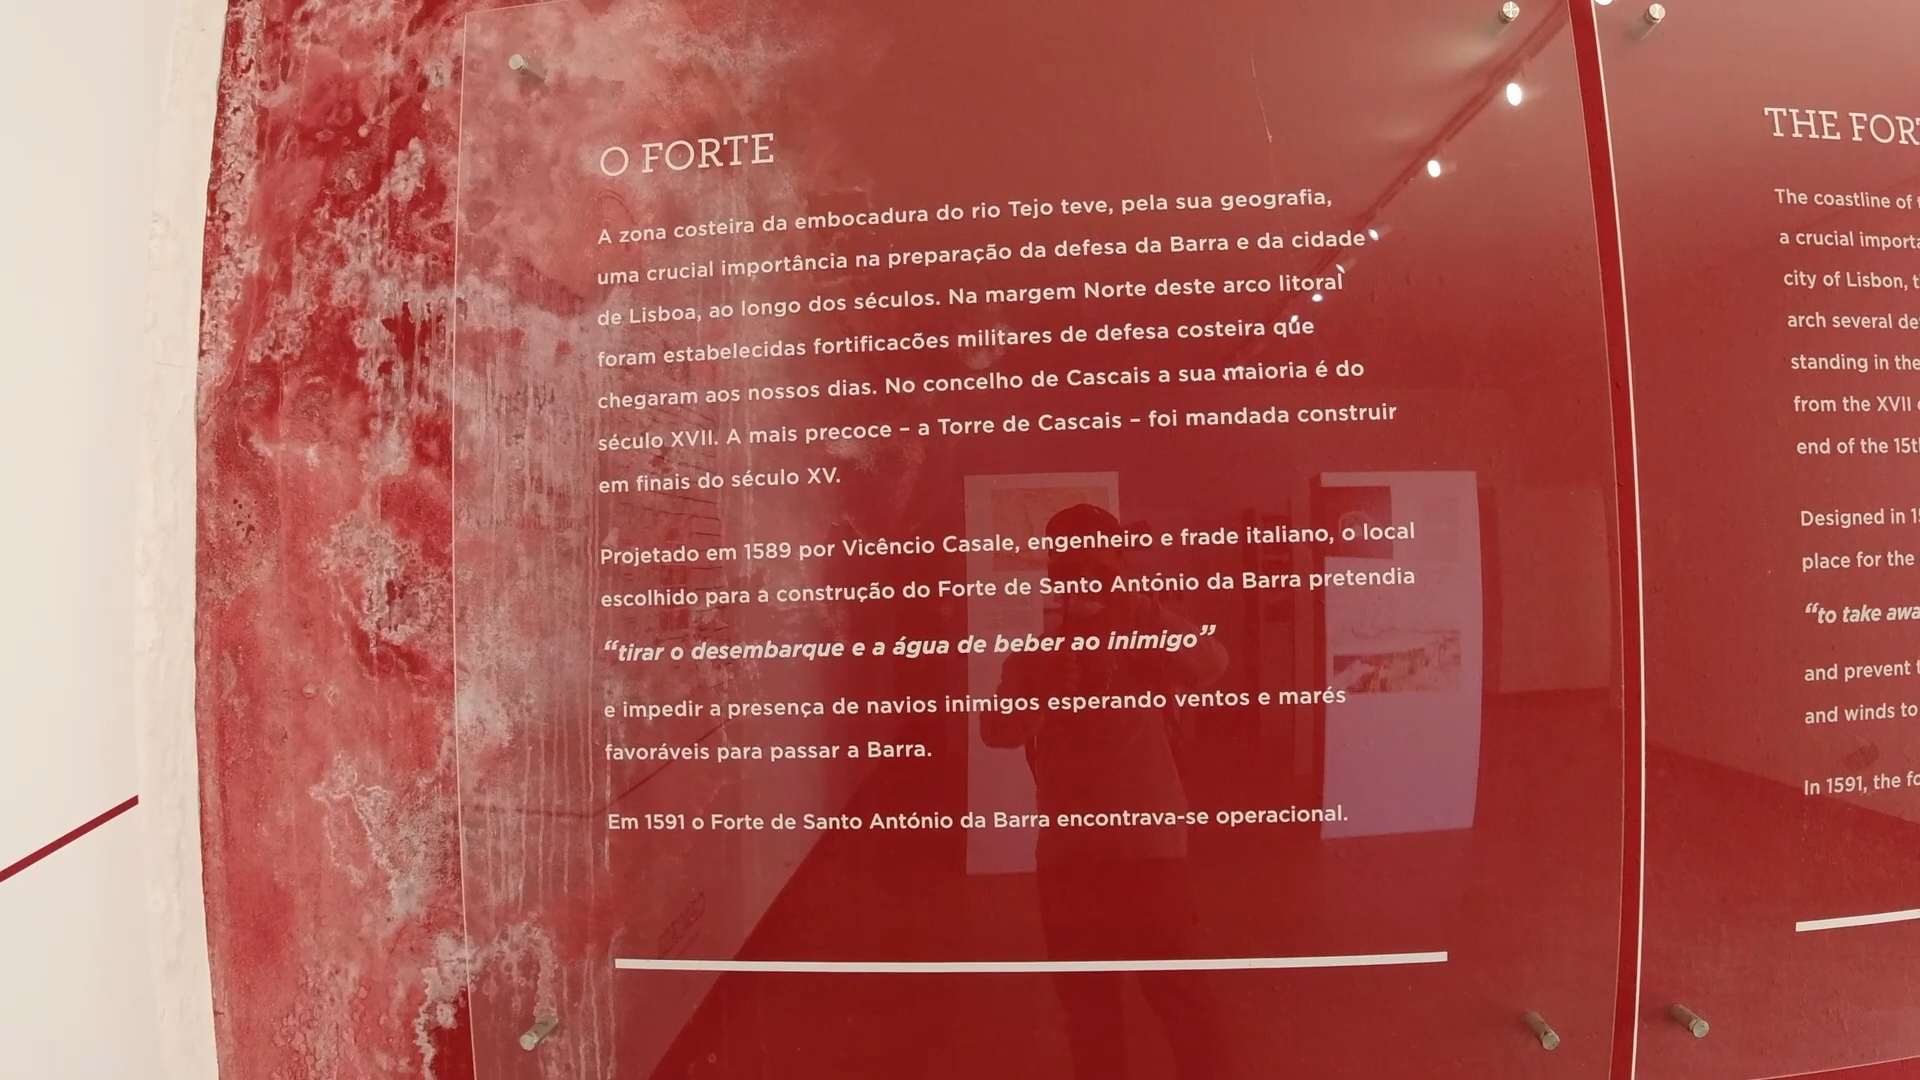 O FORTE
A zona costeira da embocadura do rio Tejo teve, pela sua geografia,
uma crucial importância na preparação da defesa da Barra e da cidade
de Lisboa, ao longo dos séculos. Na margem Norte deste arco litoral
foram estabelecidas fortificacões militares de defesa costeira que
chegaram aos nossos dias. No concelho de Cascais a sua maioria é do
século XVII. A mais precoce – a Torre de Cascais – foi mandada construir
em finais do século XV.
Projetado em 1589 por Vicêncio Casale, engenheiro e frade italiano, o local
escolhido para a construção do Forte de Santo António da Barra pretendia
“tirar o desembarque e a água de beber ao inimigo”
e impedir a presença de navios inimigos esperando ventos e marés
favoráveis para passar a Barra.
Em 1591 o Forte de Santo António da Barra encontrava-se operacional.
THE
The coastline of
a crucial
city of Lisbon,
arch several
standing in the
from the XVII
end of the
Designed in
place for the
“to take
and prevent
and winds to
In 1591, the